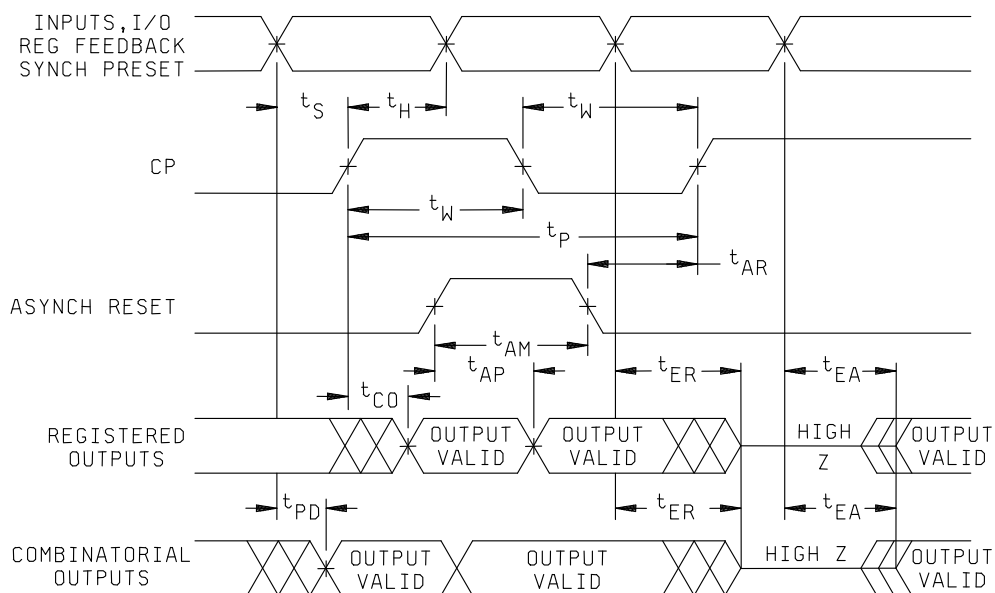 INPUTS,I/O
REG FEEDBACK
SYNCH PRESET
tS
tH
tW
CP
tW
tP
tAR
ASYNCH RESET
tAM
tAP
tER
tEA
tCO
REGISTERED
OUTPUTS
OUTPUT
VALID
OUTPUT
VALID
HIGH
Z
OUTPUT
VALID
tPD
tER
tEA
COMBINATORIAL
OUTPUTS
OUTPUT
VALID
OUTPUT
VALID
HIGH Z
OUTPUT
VALID